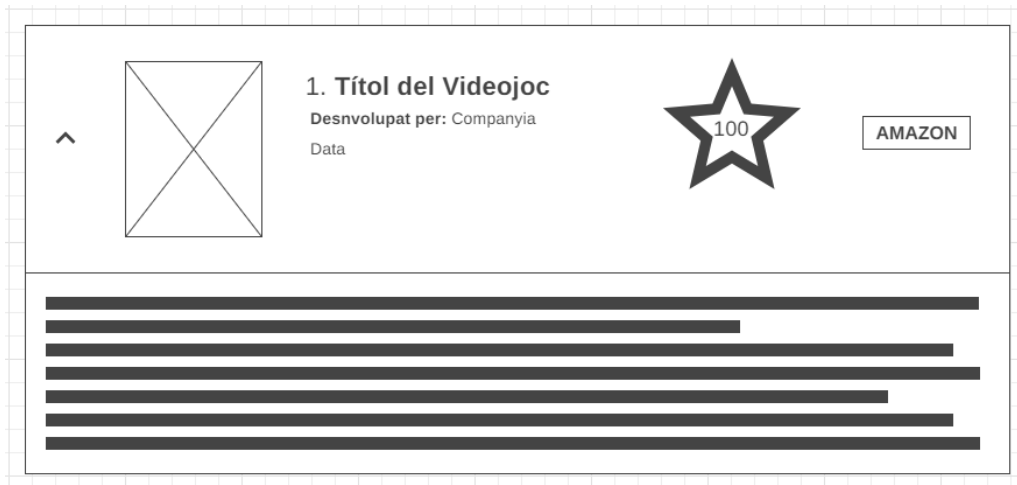 1. Títol del Videojoc
Desnvolupat per: Companyia
Data
100
AMAZON